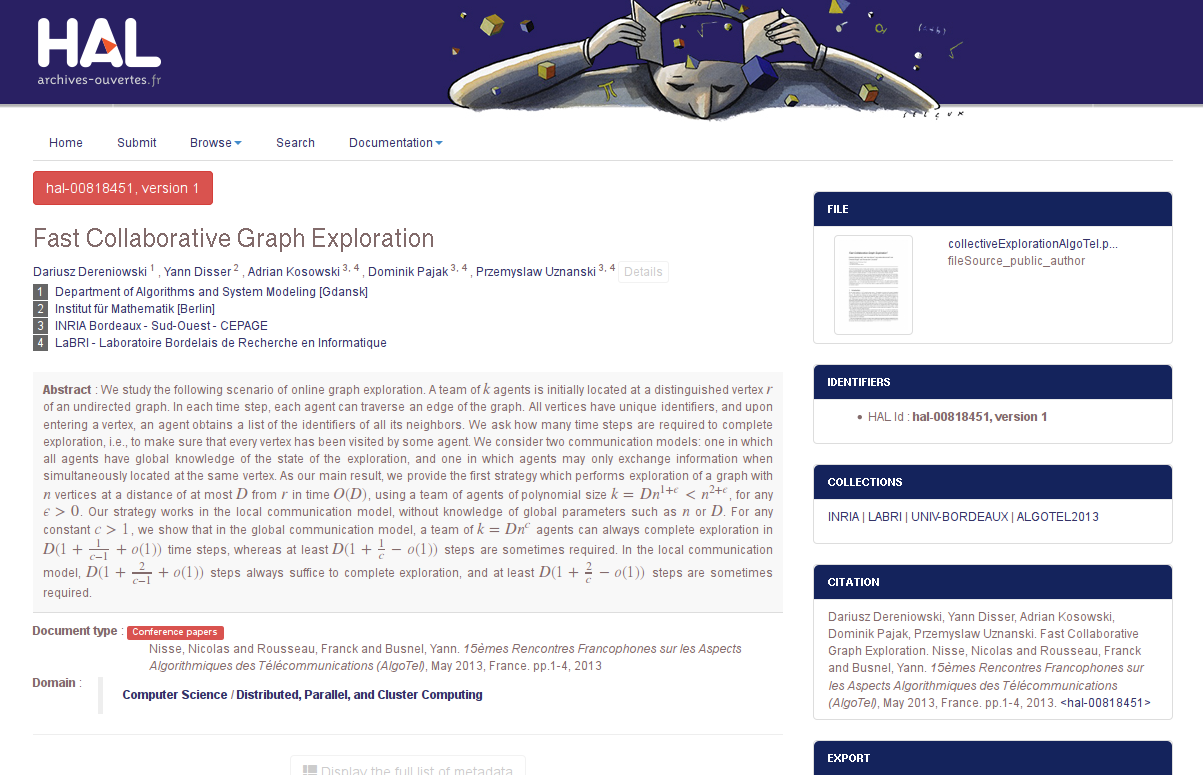 HAL
archives-ouvertes.fr
Home Submit Browse Search Documentation
hal-00818451, version 1
Fast Collaborative Graph Exploration
Dariusz Dereniowski 1 , Yann Disser 2 , Adrian Kosowski 3, 4 , Dominik Pajak 3, 4 , Przemyslaw Uznanski 3, 4 Details
1 Department of Algorithms and System Modeling [Gdansk]
2 Institut für Mathematik [Berlin]
3 INRIA Bordeaux - Sud-Ouest - CEPAGE
4 LaBRI - Laboratoire Bordelais de Recherche en Informatique
Abstract : We study the following scenario of online graph exploration. A team of k agents is initially located at a distinguished vertex r
of an undirected graph. In each time step, each agent can traverse an edge of the graph. All vertices have unique identifiers, and upon
entering a vertex, an agent obtains a list of the identifiers of all its neighbors. We ask how many time steps are required to complete
exploration, i.e., to make sure that every vertex has been visited by some agent. We consider two communication models: one in which
all agents have global knowledge of the state of the exploration, and one in which agents may only exchange information when
simultaneously located at the same vertex. As our main result, we provide the first strategy which performs exploration of a graph with
n vertices at a distance of at most D from r in time O(D), using a team of agents of polynomial size k = Dn^{1+ϵ} < n^{2+ϵ}, for any
ϵ > 0. Our strategy works in the local communication model, without knowledge of global parameters such as n or D. For any
constant c > 1, we show that in the global communication model, a team of k = Dn^c agents can always complete exploration in
D(1 + 1/(c−1) + o(1)) time steps, whereas at least D(1 + 1/c − o(1)) steps are sometimes required. In the local communication
model, D(1 + 2/(c−1) + o(1)) steps always suffice to complete exploration, and at least D(1 + 2/c − o(1)) steps are sometimes
required.
Document type : Conference papers
Nisse, Nicolas and Rousseau, Franck and Busnel, Yann. 15èmes Rencontres Francophones sur les Aspects
Algorithmiques des Télécommunications (AlgoTel), May 2013, France. pp.1-4, 2013
Domain :
Computer Science / Distributed, Parallel, and Cluster Computing
Display the full list of metadata
FILE
collectiveExplorationAlgoTel.p...
fileSource_public_author
IDENTIFIERS
• HAL Id : hal-00818451, version 1
COLLECTIONS
INRIA | LABRI | UNIV-BORDEAUX | ALGOTEL2013
CITATION
Dariusz Dereniowski, Yann Disser, Adrian Kosowski,
Dominik Pajak, Przemyslaw Uznanski. Fast Collaborative
Graph Exploration. Nisse, Nicolas and Rousseau, Franck
and Busnel, Yann. 15èmes Rencontres Francophones sur
les Aspects Algorithmiques des Télécommunications
(AlgoTel), May 2013, France. pp.1-4, 2013. <hal-00818451>
EXPORT